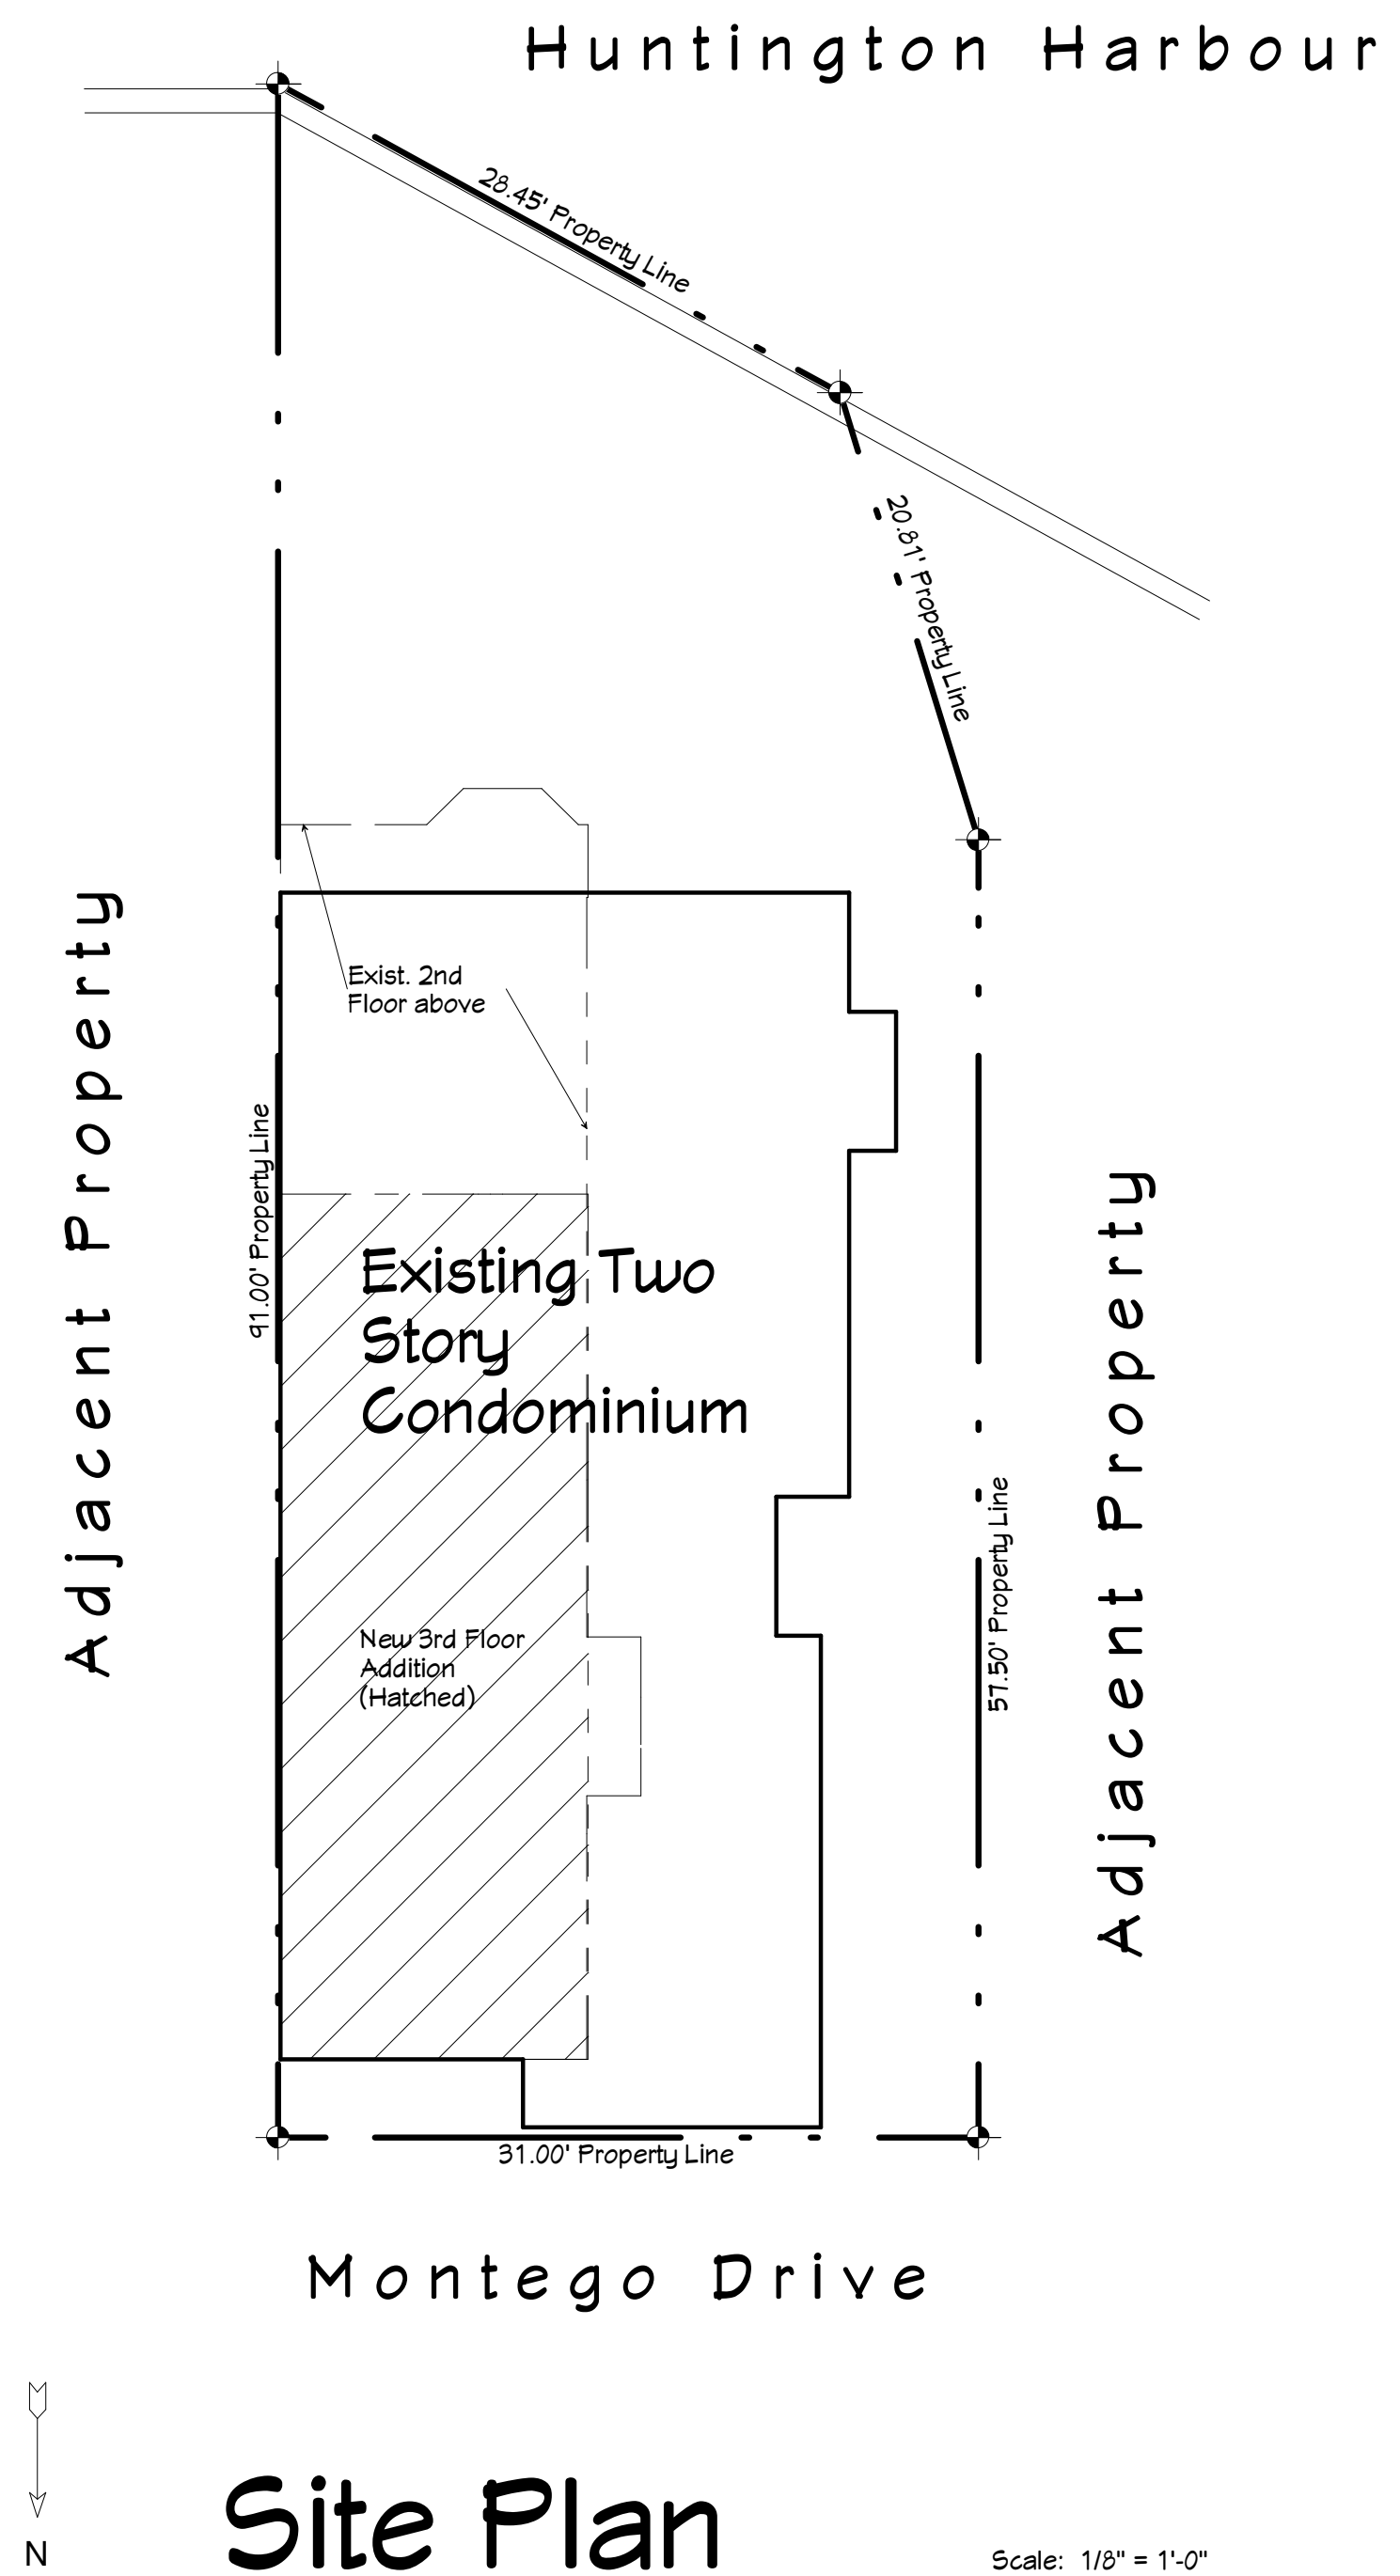 Huntington Harbour
28.45' Property Line
20.81' Property Line
Exist. 2nd
Floor above
Adjacent Property
91.00' Property Line
Existing Two
Story
Condominium
Adjacent Property
57.50' Property Line
New 3rd Floor
Addition
(Hatched)
31.00' Property Line
Montego Drive
N
Site Plan
Scale: 1/8" = 1'-0"